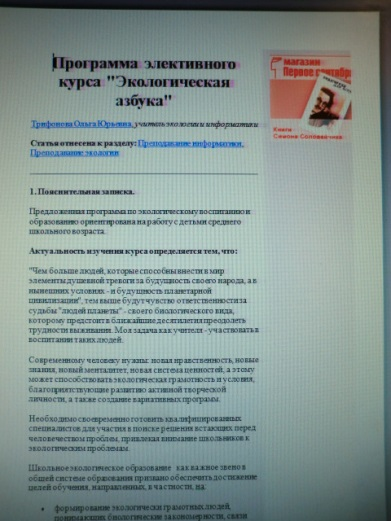 Программа элективного
курса "Экологическая
азбука"
магазин
Первое сентября
Книги
Семена Соловейчика
Трифонова Ольга Юрьевна, учитель экологии и информатики
Статья отнесена к разделу: Преподавание информатики,
Преподавание экологии
1. Пояснительная записка.
Предложенная программа по экологическому воспитанию и
образованию ориентирована на работу с детьми среднего
школьного возраста.
Актуальность изучения курса определяется тем, что:
"Чем больше людей, которые способны внести в мир
элементы душевной тревоги за будущность своего народа, а в
нынешних условиях - и будущность планетарной
цивилизации", тем выше будут чувство ответственности за
судьбы "людей планеты" - своего биологического вида,
которому предстоит в ближайшие десятилетия преодолеть
трудности выживания. Моя задача как учителя - участвовать в
воспитании таких людей.
Современному человеку нужны: новая нравственность, новые
знания, новый менталитет, новая система ценностей, а этому
может способствовать экологическая грамотность и условия,
благоприятствующие развитию активной творческой
личности, а также создание вариативных программ.
Необходимо своевременно готовить квалифицированных
специалистов для участия в поиске решения встающих перед
человечеством проблем, привлекая внимание школьников к
экологическим проблемам.
Школьное экологическое образование как важное звено в
общей системе образования призвано обеспечить достижение
целей обучения, направленных, в частности, на:
• формирование экологически грамотных людей,
понимающих биологические закономерности, связи